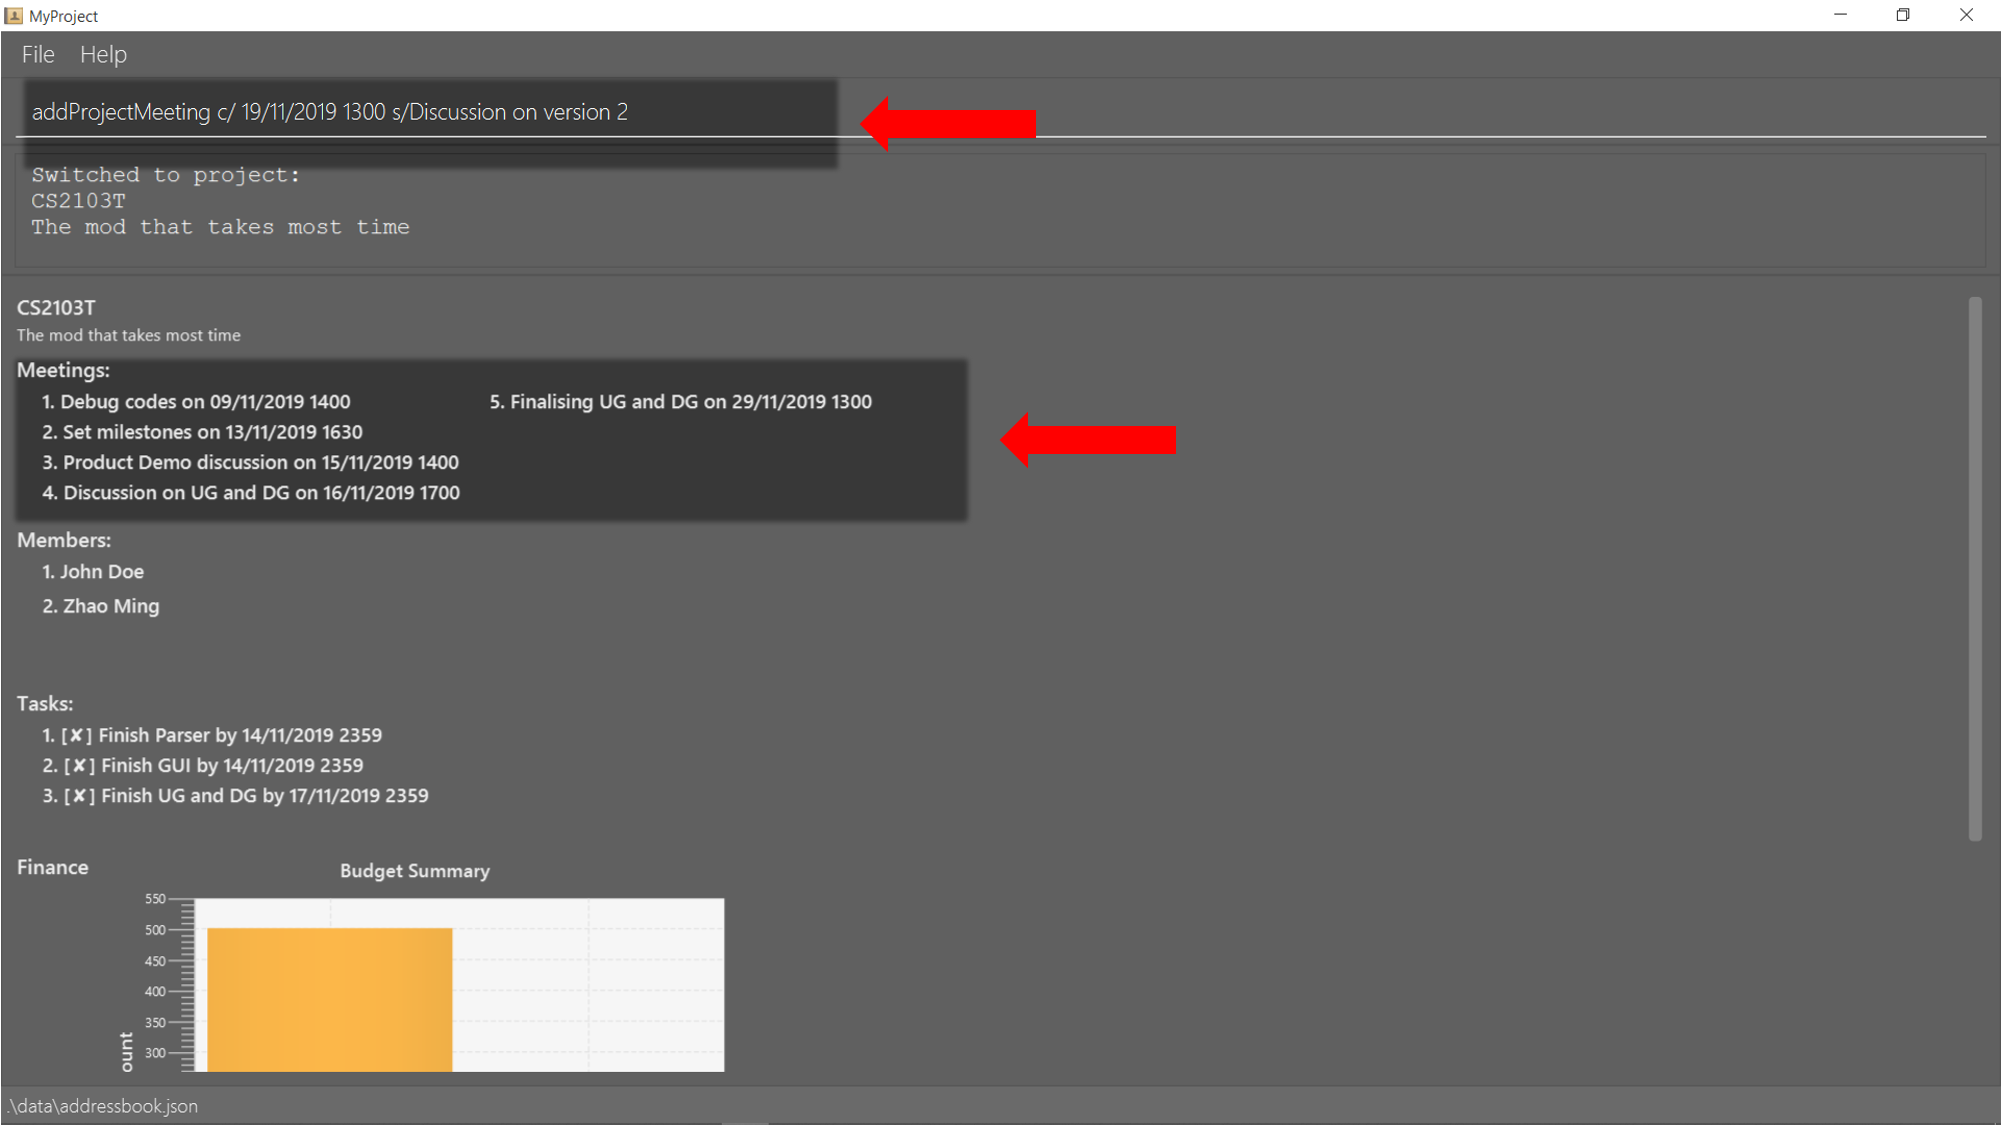 MyProject
File Help
addProjectMeeting c/ 19/11/2019 1300 s/Discussion on version 2
Switched to project:
CS2103T
The mod that takes most time
CS2103T
The mod that takes most time
Meetings:
1. Debug codes on 09/11/2019 1400
2. Set milestones on 13/11/2019 1630
3. Product Demo discussion on 15/11/2019 1400
4. Discussion on UG and DG on 16/11/2019 1700
5. Finalising UG and DG on 29/11/2019 1300
Members:
1. John Doe
2. Zhao Ming
Tasks:
1. [✘] Finish Parser by 14/11/2019 2359
2. [✘] Finish GUI by 14/11/2019 2359
3. [✘] Finish UG and DG by 17/11/2019 2359
Finance
Budget Summary
550
500
450
400
350
300
ount
.\data\addressbook.json